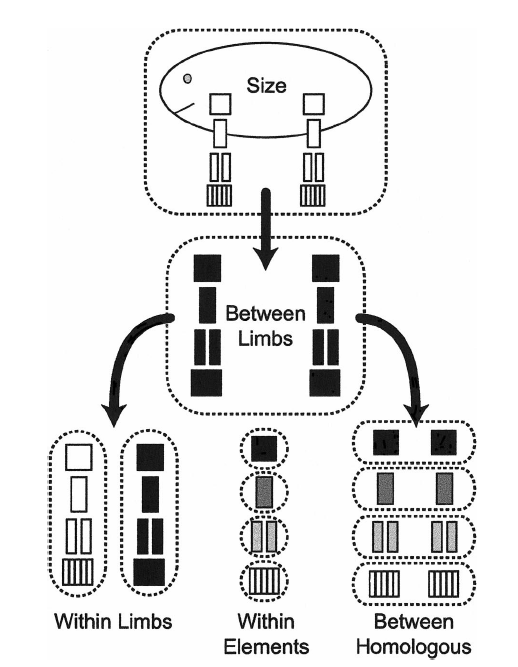 Size
Between
Limbs
Within Limbs
Within
Elements
Between
Homologous